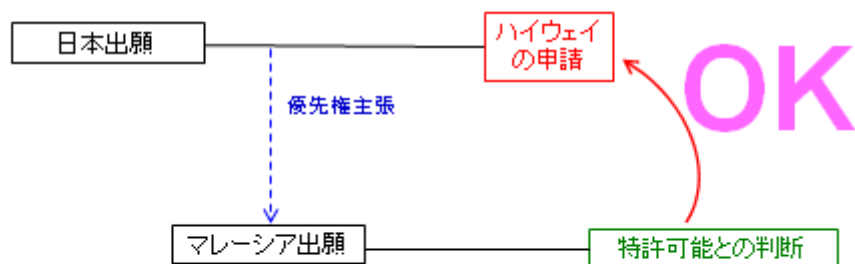 日本出願
ハイウェイ
の申請
OK
優先権主張
マレーシア出願
特許可能との判断